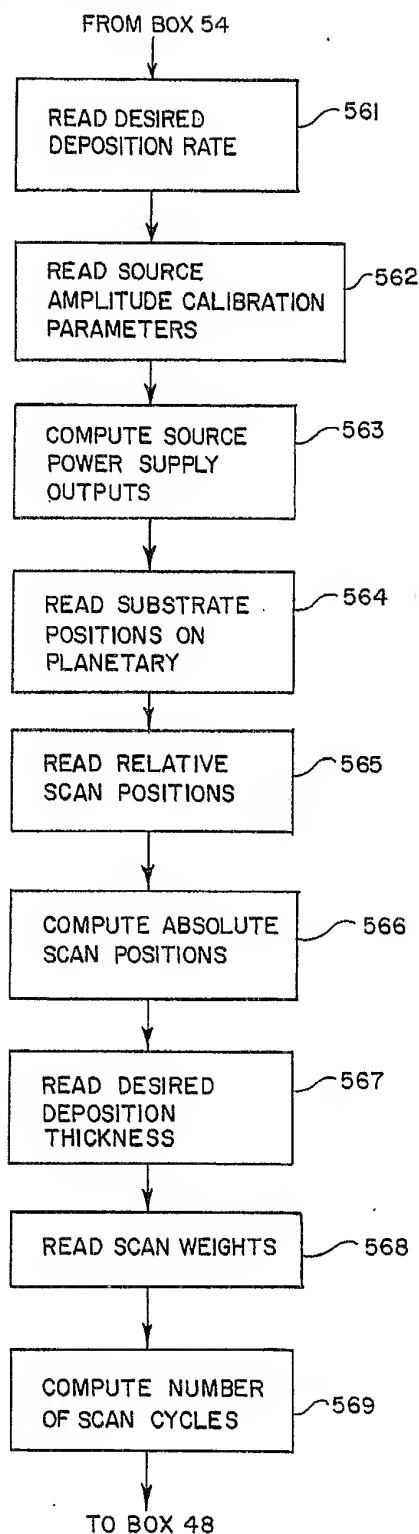 FROM BOX 54
READ DESIRED
DEPOSITION RATE
561
READ SOURCE
AMPLITUDE CALIBRATION
PARAMETERS
562
COMPUTE SOURCE
POWER SUPPLY
OUTPUTS
563
READ SUBSTRATE
POSITIONS ON
PLANETARY
564
READ RELATIVE
SCAN POSITIONS
565
COMPUTE ABSOLUTE
SCAN POSITIONS
566
READ DESIRED
DEPOSITION
THICKNESS
567
READ SCAN WEIGHTS
568
COMPUTE NUMBER
OF SCAN CYCLES
569
TO BOX 48